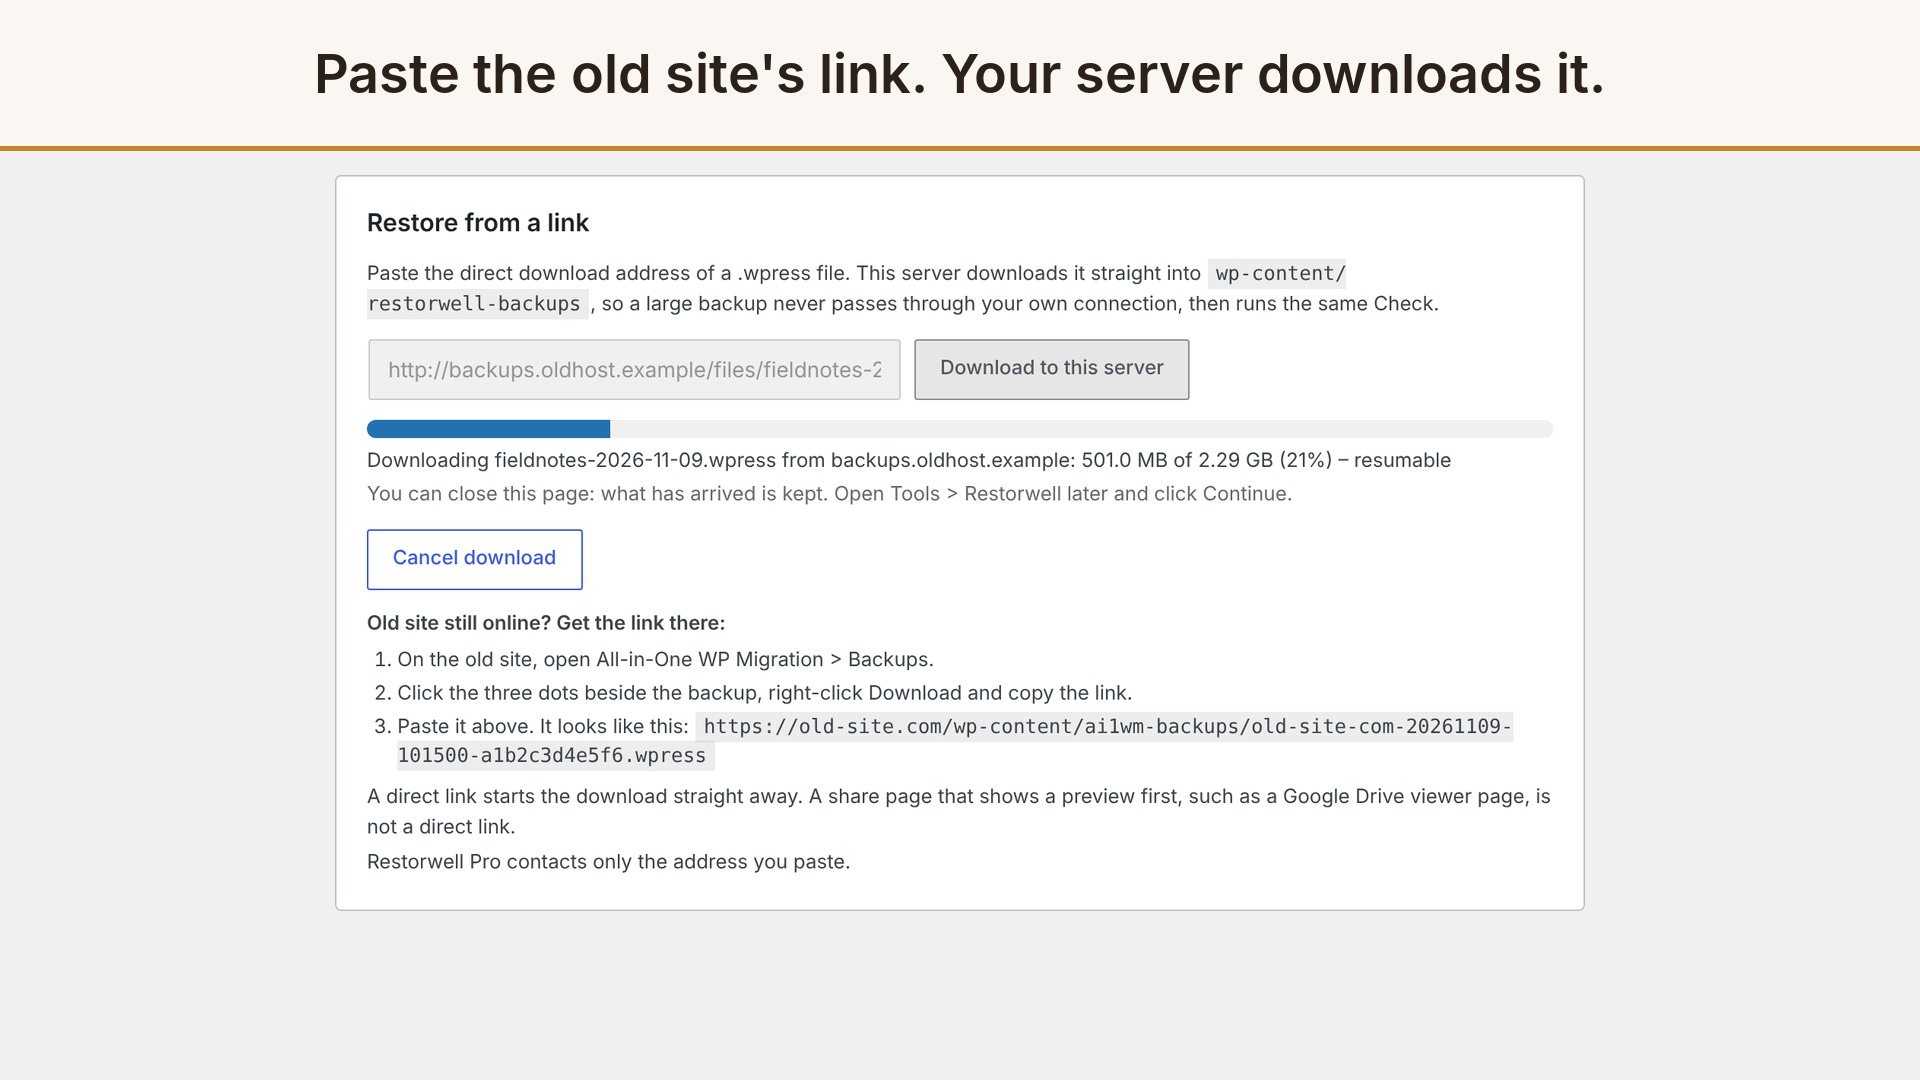 Paste the old site's link. Your server downloads it.
Restore from a link
Paste the direct download address of a .wpress file. This server downloads it straight into wp-content/
restorwell-backups , so a large backup never passes through your own connection, then runs the same Check.
http://backups.oldhost.example/files/fieldnotes-2
Download to this server
Downloading fieldnotes-2026-11-09.wpress from backups.oldhost.example: 501.0 MB of 2.29 GB (21%) – resumable
You can close this page: what has arrived is kept. Open Tools > Restorwell later and click Continue.
Cancel download
Old site still online? Get the link there:
1. On the old site, open All-in-One WP Migration > Backups.
2. Click the three dots beside the backup, right-click Download and copy the link.
3. Paste it above. It looks like this: https://old-site.com/wp-content/ai1wm-backups/old-site-com-20261109-
101500-a1b2c3d4e5f6.wpress
A direct link starts the download straight away. A share page that shows a preview first, such as a Google Drive viewer page, is
not a direct link.
Restorwell Pro contacts only the address you paste.